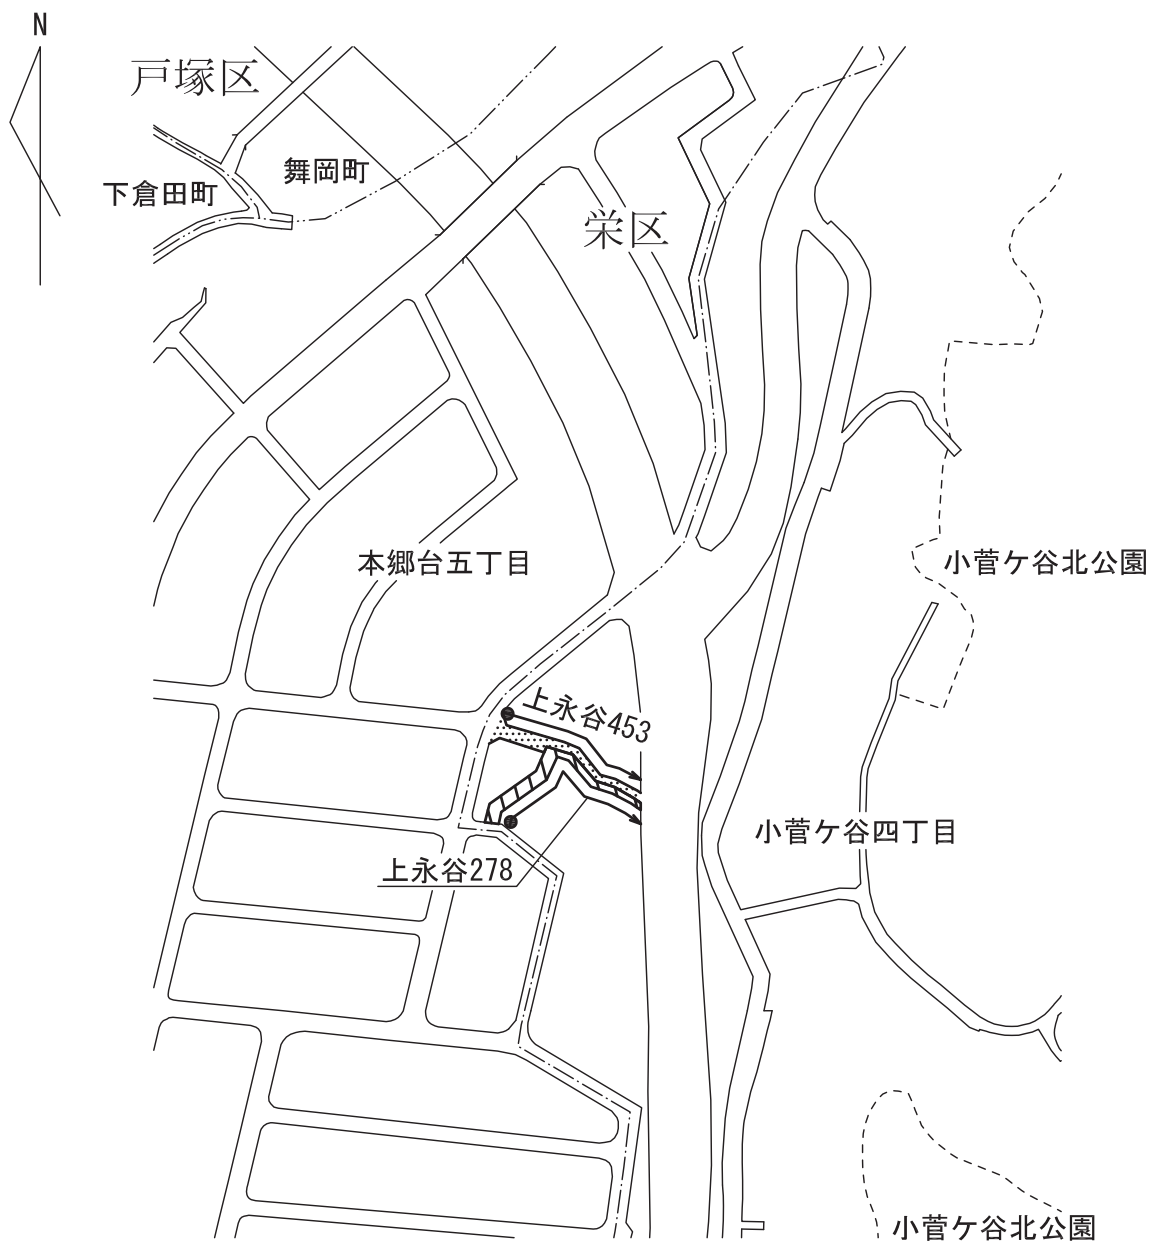 N
戸塚区
舞岡町
下倉田町
栄区
本郷台五丁目
小菅ケ谷北公園
上永谷453
小菅ケ谷四丁目
上永谷278
小菅ケ谷北公園